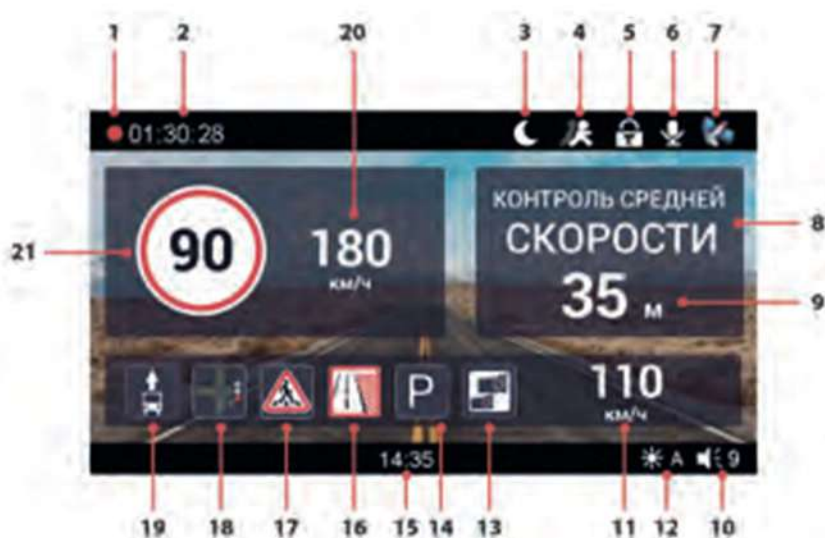 1 2 20 3 4 5 6 7
01:30:28
КОНТРОЛЬ СРЕДНЕЙ
8
21 90 180 СКОРОСТИ
км/ч
35 м 9
P 110
км/ч
14:35 A 9
19 18 17 16 15 14 13 11 12 10